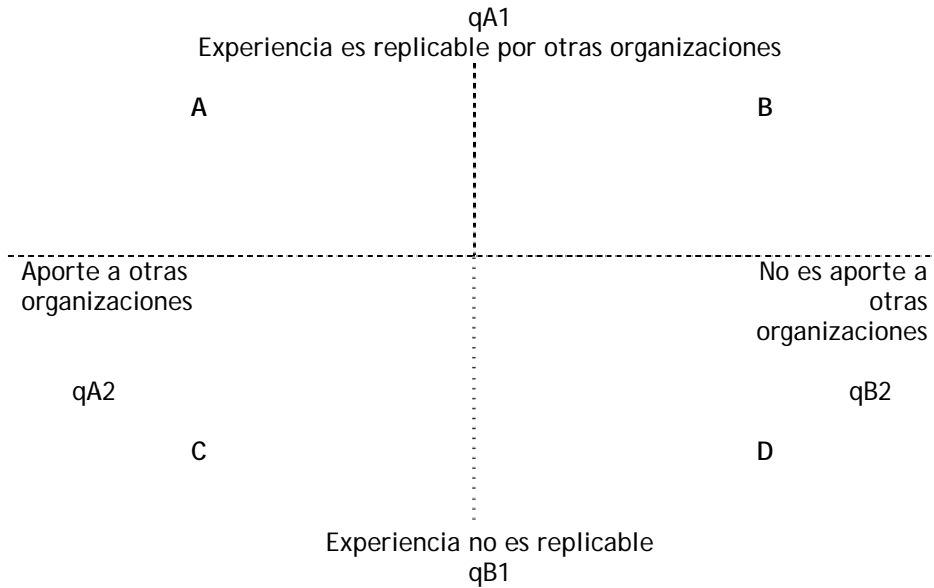 qA1
Experiencia es replicable por otras organizaciones
A
B
Aporte a otras
organizaciones
No es aporte a
otras
organizaciones
qA2
qB2
C
D
Experiencia no es replicable
qB1